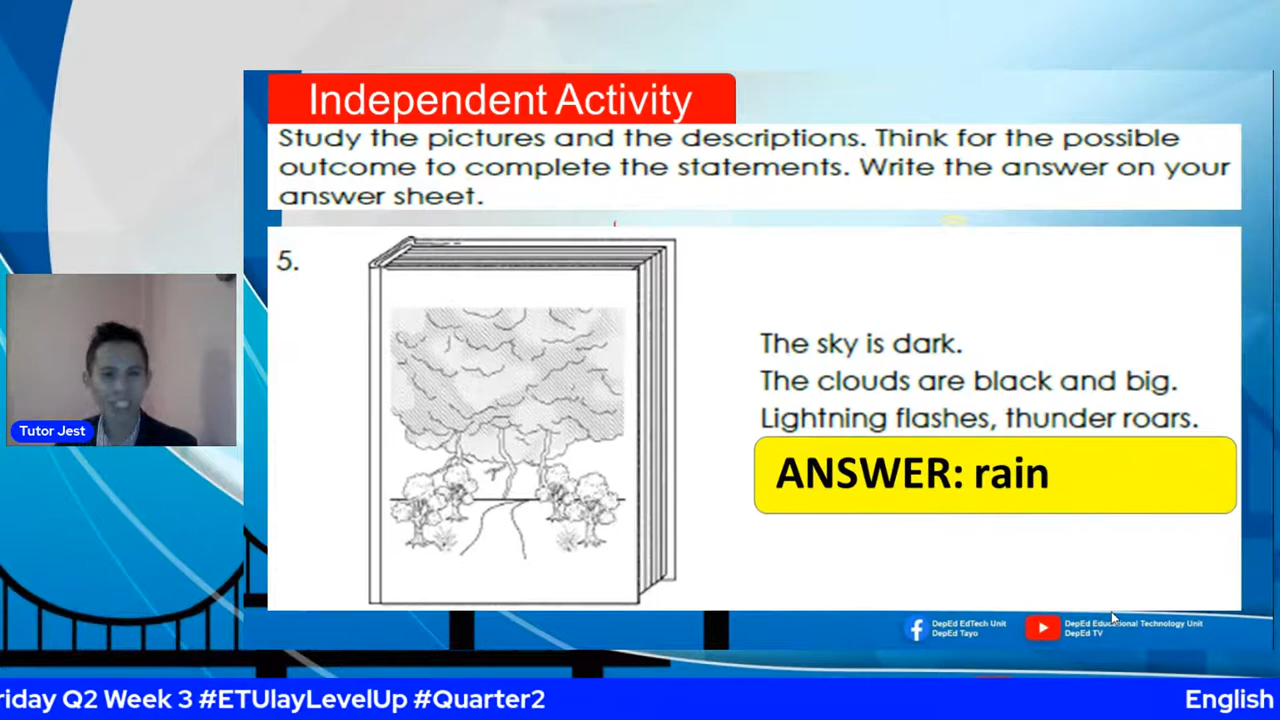 Independent Activity
Study the pictures and the descriptions. Think for the possible
outcome to complete the statements. Write the answer on your
answer sheet.
5.
The sky is dark.
The clouds are black and big.
Lightning flashes, thunder roars.
ANSWER: rain
Tutor Jest
DepEd EdTech Unit
DepEd Tayo
DepEd Educational Technology Unit
DepEd TV
riday Q2 Week 3 #ETUlayLevelUp #Quarter2
English